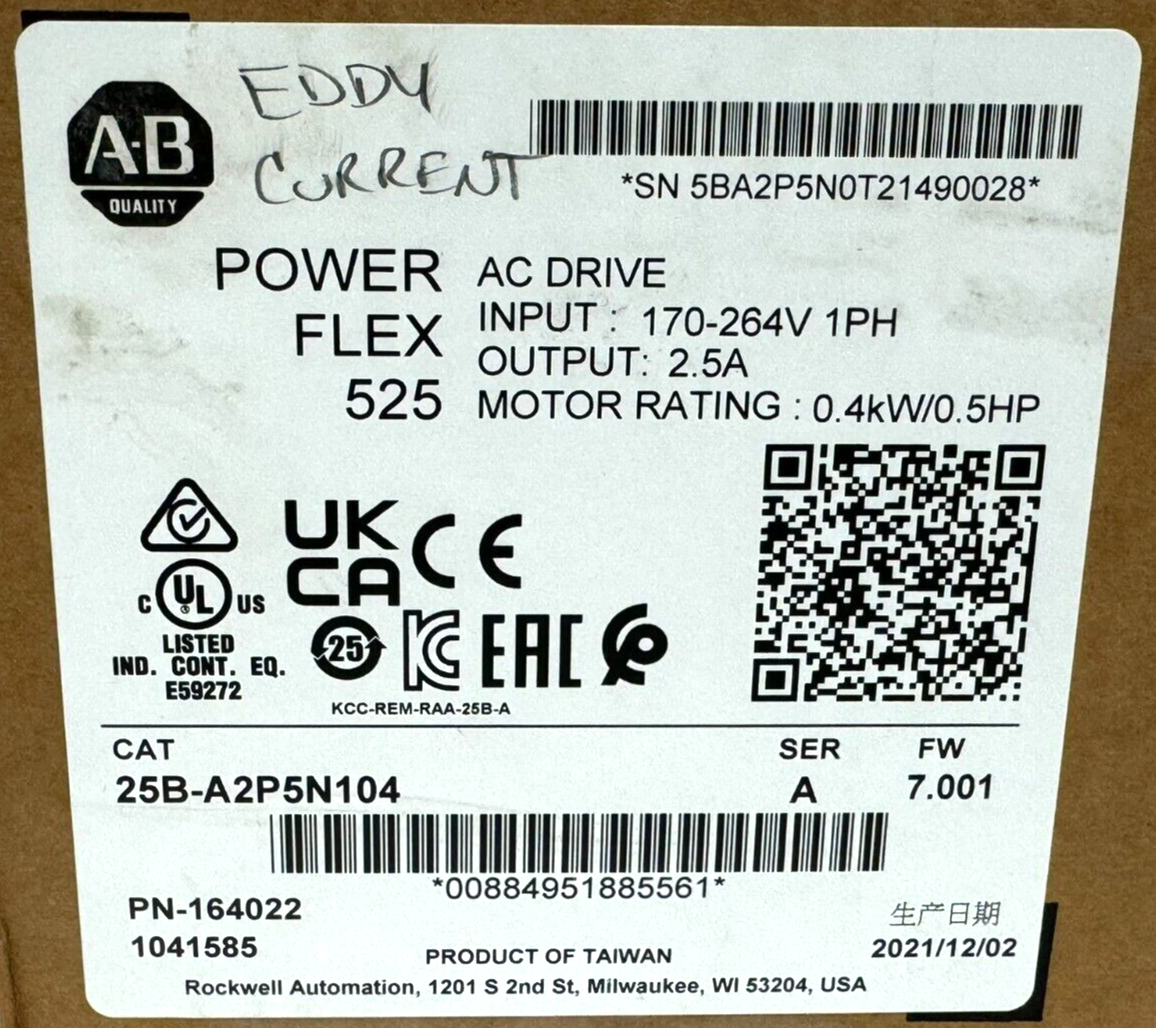 A·B
QUALITY
EDDY
CURRENT
*SN 5BA2P5N0T21490028*
POWER
FLEX
525
AC DRIVE
INPUT : 170-264V 1PH
OUTPUT: 2.5A
MOTOR RATING : 0.4kW/0.5HP
UK
CA
CE
C UL ® US
LISTED
IND. CONT. EQ.
E59272
25
KC
EAC
KCC-REM-RAA-25B-A
CAT
25B-A2P5N104
SER
A
FW
7.001
*00884951885561*
PN-164022
1041585
生产日期
2021/12/02
PRODUCT OF TAIWAN
Rockwell Automation, 1201 S 2nd St, Milwaukee, WI 53204, USA